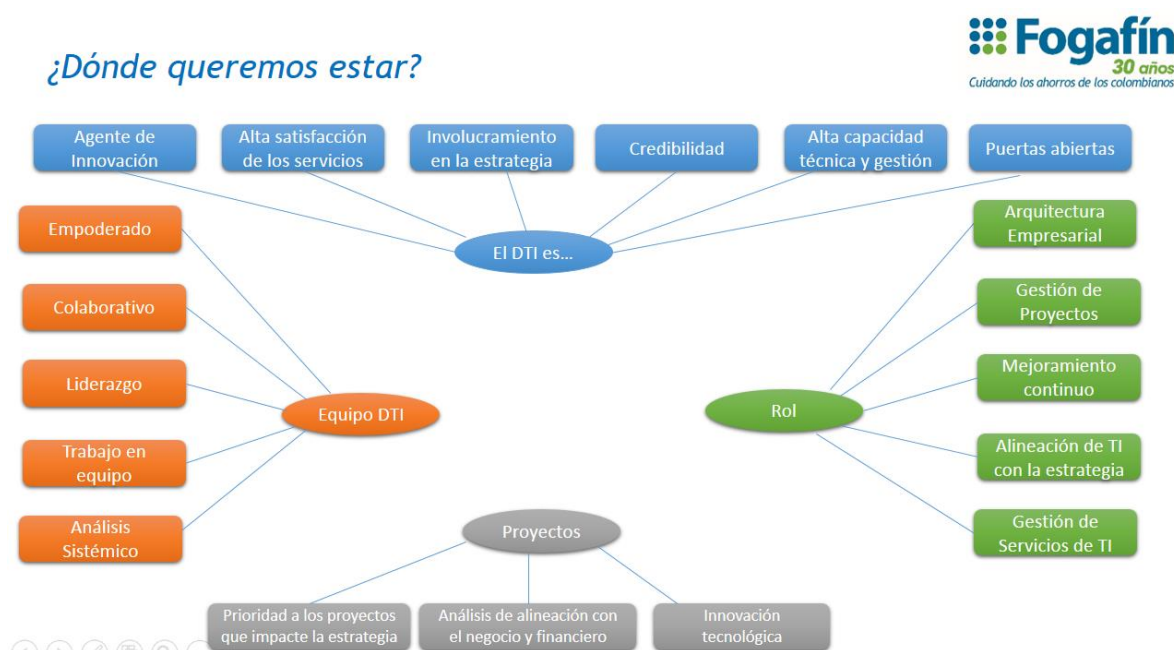 ¿Dónde queremos estar?
Fogafín
30 años
Cuidando los ahorros de los colombianos
Agente de
Innovación
Alta satisfacción
de los servicios
Involucramiento
en la estrategia
Credibilidad
Alta capacidad
técnica y gestión
Puertas abiertas
El DTI es...
Empoderado
Colaborativo
Liderazgo
Trabajo en
equipo
Análisis
Sistémico
Equipo DTI
Rol
Arquitectura
Empresarial
Gestión de
Proyectos
Mejoramiento
continuo
Alineación de TI
con la estrategia
Gestión de
Servicios de TI
Proyectos
Prioridad a los proyectos
que impacte la estrategia
Análisis de alineación con
el negocio y financiero
Innovación
tecnológica